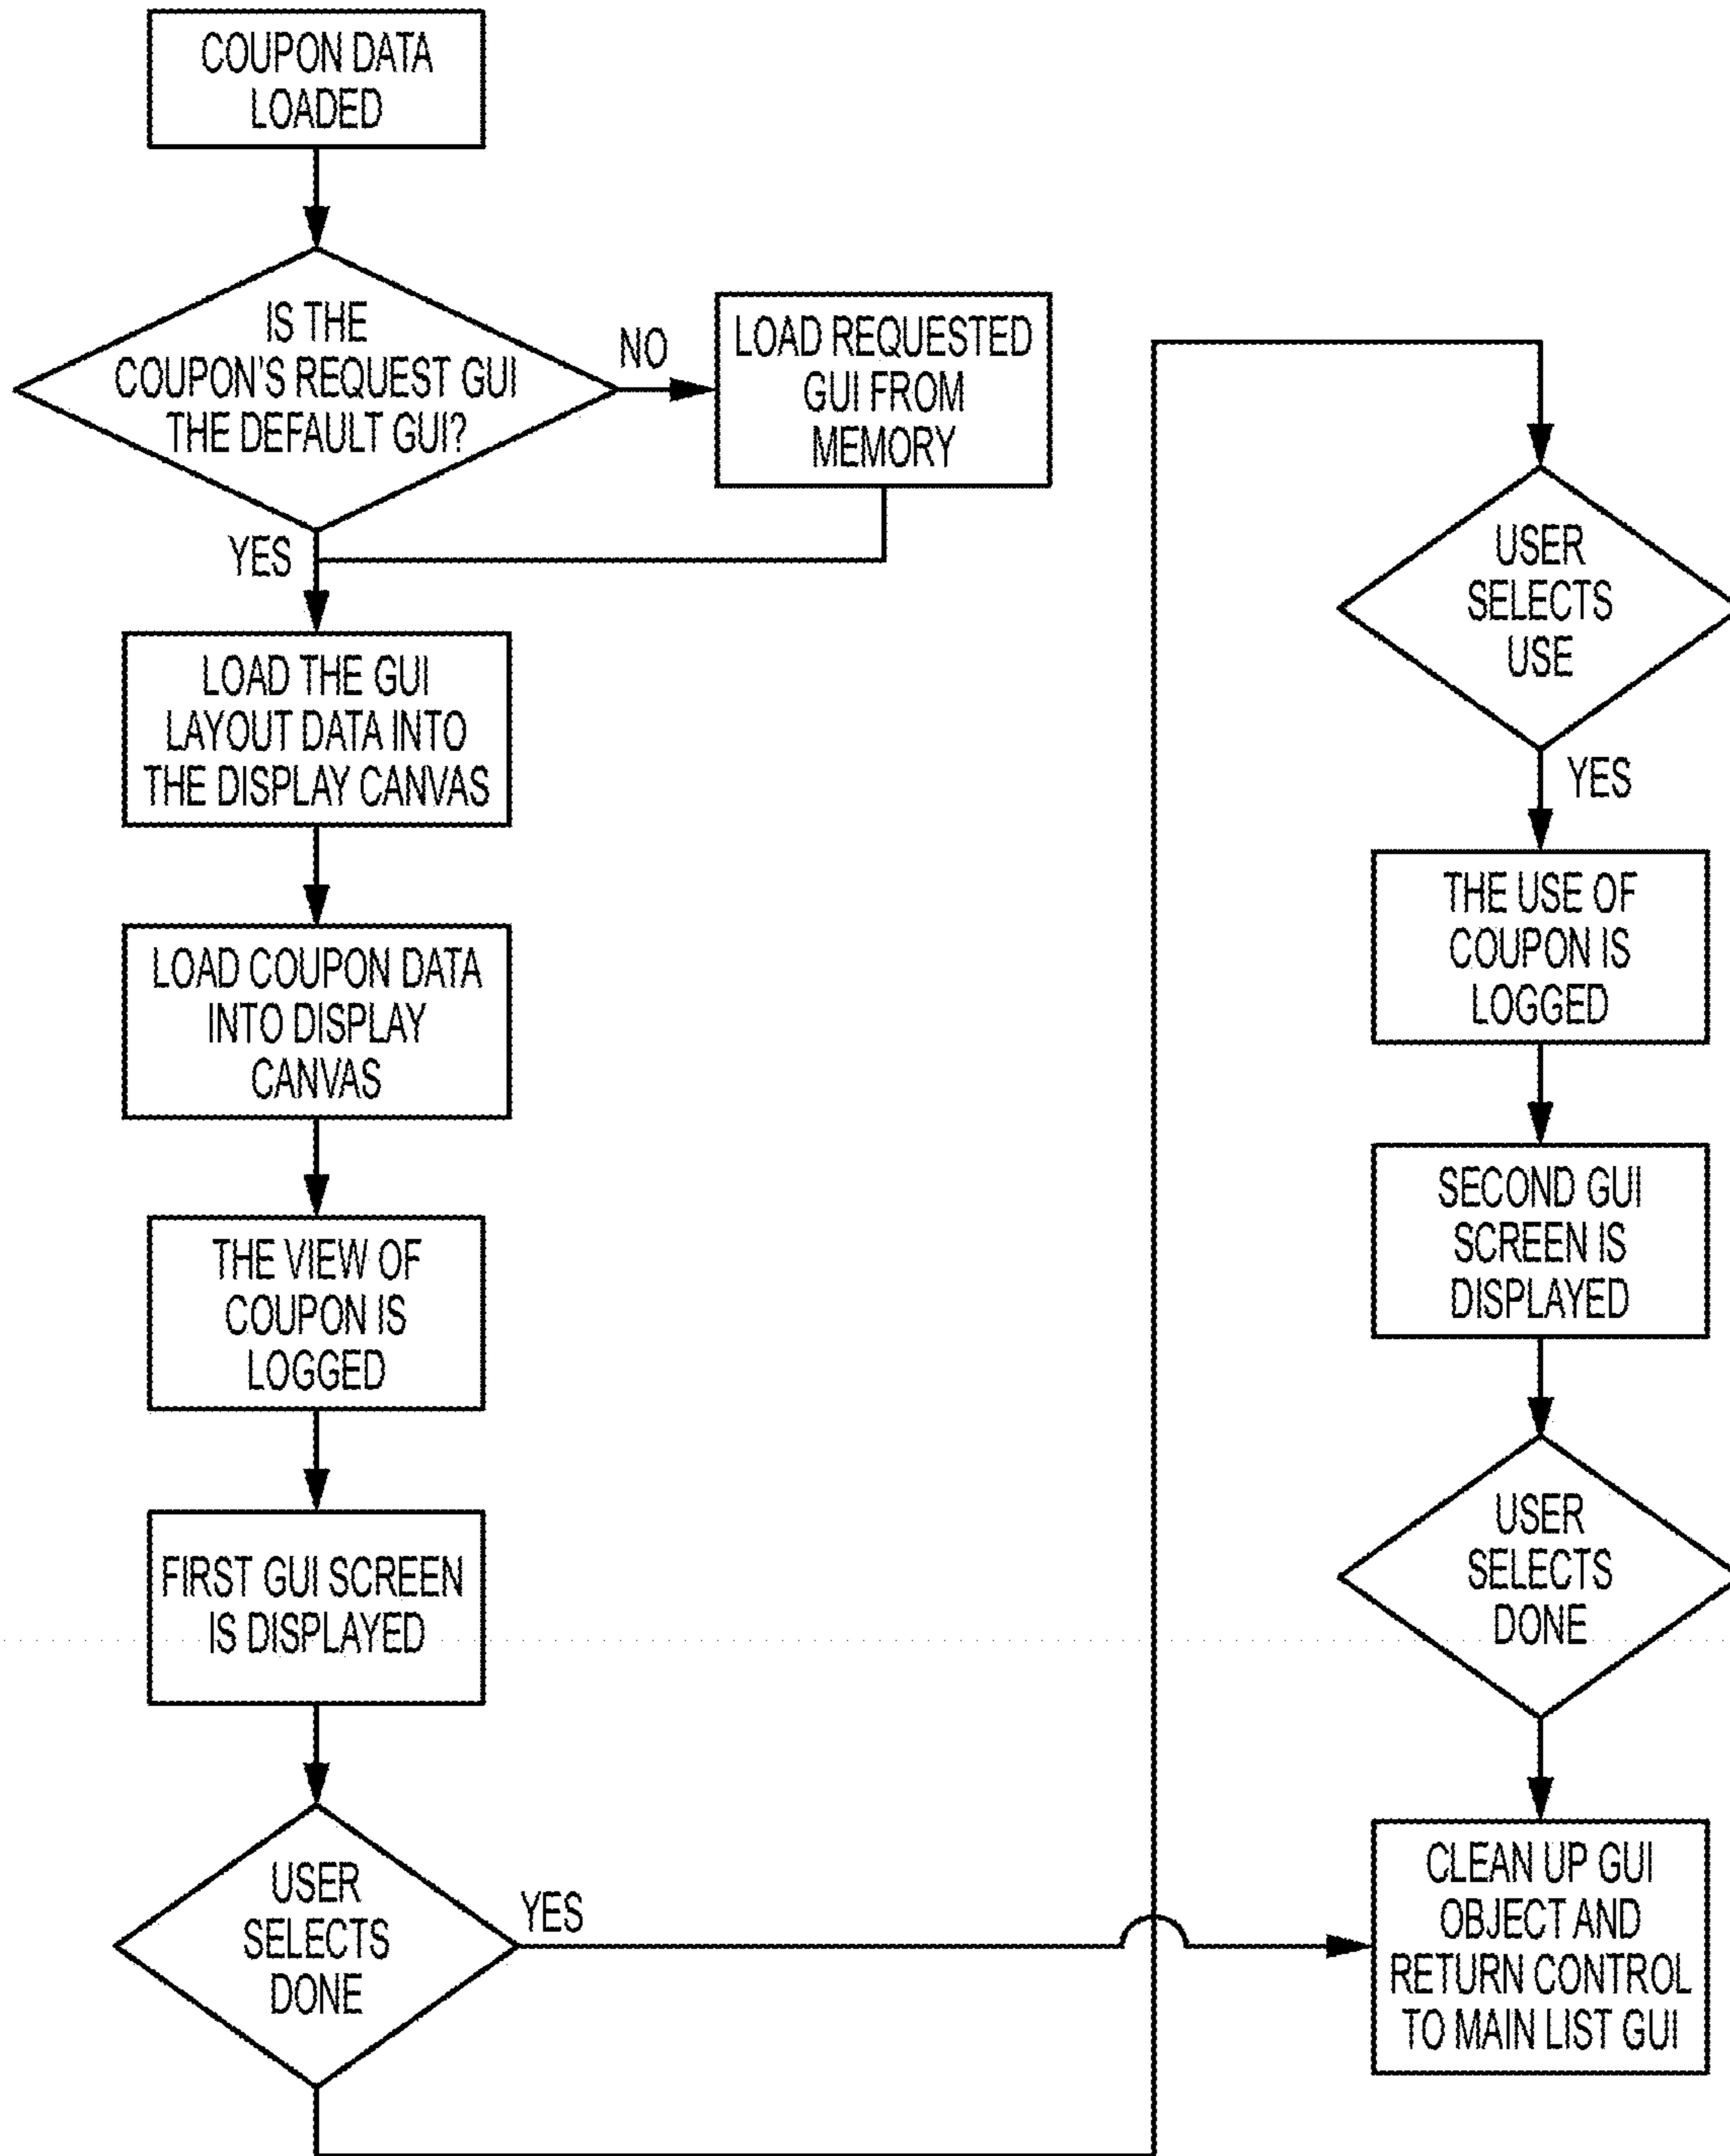 COUPON DATA
LOADED
IS THE
COUPON'S REQUEST GUI
THE DEFAULT GUI?
NO
LOAD REQUESTED
GUI FROM
MEMORY
YES
LOAD THE GUI
LAYOUT DATA INTO
THE DISPLAY CANVAS
LOAD COUPON DATA
INTO DISPLAY
CANVAS
THE VIEW OF
COUPON IS
LOGGED
FIRST GUI SCREEN
IS DISPLAYED
USER
SELECTS
DONE
YES
USER
SELECTS
USE
YES
THE USE OF
COUPON IS
LOGGED
SECOND GUI
SCREEN IS
DISPLAYED
USER
SELECTS
DONE
CLEAN UP GUI
OBJECT AND
RETURN CONTROL
TO MAIN LIST GUI